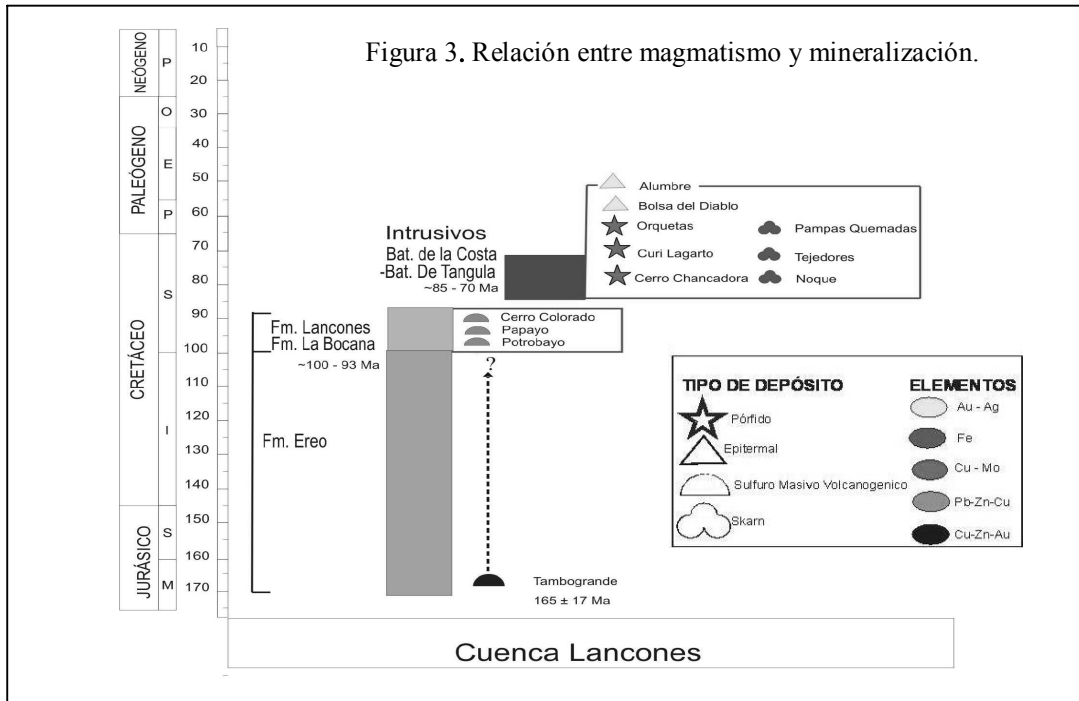 Figura 3. Relación entre magmatismo y mineralización.
NEÓGENO
PALEÓGENO
CRETÁCEO
JURÁSICO
P
O
E
P
S
I
S
M
10
20
30
40
50
60
70
80
90
100
110
120
130
140
150
160
170
Intrusivos
Bat. de la Costa
-Bat. De Tangula
~85 - 70 Ma
Alumbre
Bolsa del Diablo
Orquetas
Curi Lagarto
Cerro Chancadora
Pampas Quemadas
Tejedores
Noque
Fm. Lancones
Fm. La Bocana
~100 - 93 Ma
Cerro Colorado
Papayo
Potrobayo
?
Fm. Ereo
Tambogrande
165 ± 17 Ma
TIPO DE DEPÓSITO
Pórfido
Epitermal
Sulfuro Masivo Volcanogenico
Skarn
ELEMENTOS
Au - Ag
Fe
Cu - Mo
Pb-Zn-Cu
Cu-Zn-Au
Cuenca Lancones